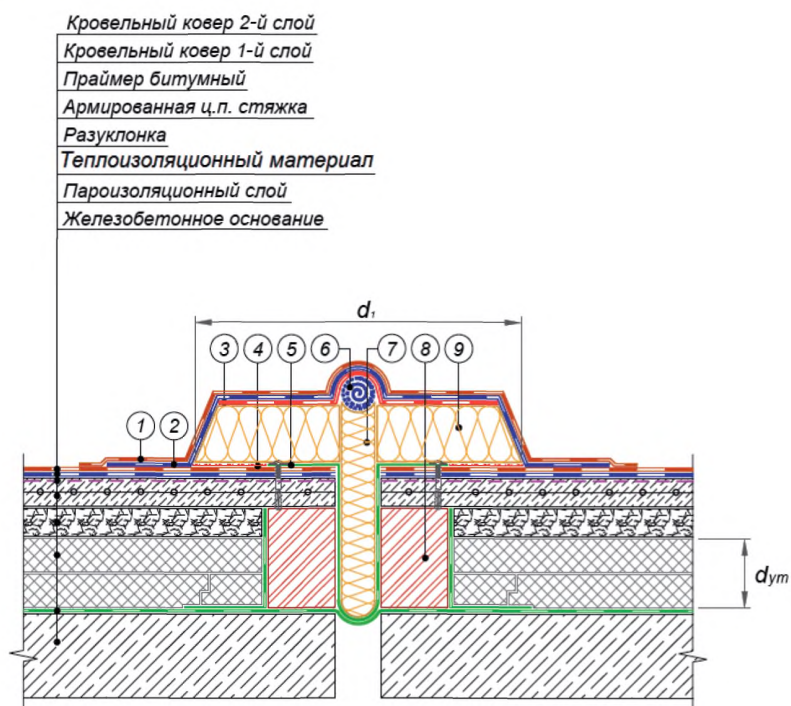 Кровельный ковер 2-й слой
Кровельный ковер 1-й слой
Праймер битумный
Армированная ц.п. стяжка
Разуклонка
Теплоизоляционный материал
Пароизоляционный слой
Железобетонное основание
d₁
3 4 5 6 7 8 9
1 2
dут